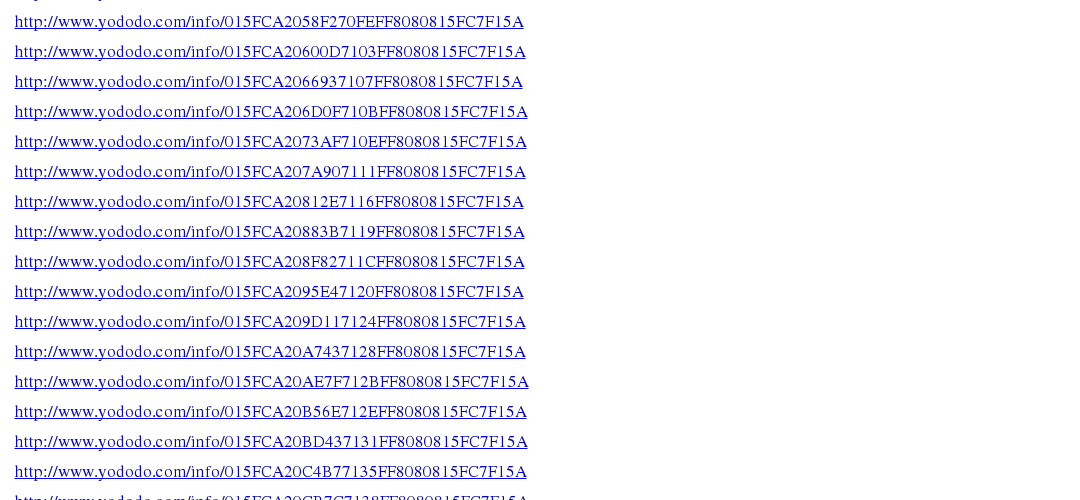 http://www.yododo.com/info/015FCA2058F270FEFF8080815FC7F15A
http://www.yododo.com/info/015FCA20600D7103FF8080815FC7F15A
http://www.yododo.com/info/015FCA2066937107FF8080815FC7F15A
http://www.yododo.com/info/015FCA206D0F710BFF8080815FC7F15A
http://www.yododo.com/info/015FCA2073AF710EFF8080815FC7F15A
http://www.yododo.com/info/015FCA207A907111FF8080815FC7F15A
http://www.yododo.com/info/015FCA20812E7116FF8080815FC7F15A
http://www.yododo.com/info/015FCA20883B7119FF8080815FC7F15A
http://www.yododo.com/info/015FCA208F82711CFF8080815FC7F15A
http://www.yododo.com/info/015FCA2095E47120FF8080815FC7F15A
http://www.yododo.com/info/015FCA209D117124FF8080815FC7F15A
http://www.yododo.com/info/015FCA20A7437128FF8080815FC7F15A
http://www.yododo.com/info/015FCA20AE7F712BFF8080815FC7F15A
http://www.yododo.com/info/015FCA20B56E712EFF8080815FC7F15A
http://www.yododo.com/info/015FCA20BD437131FF8080815FC7F15A
http://www.yododo.com/info/015FCA20C4B77135FF8080815FC7F15A